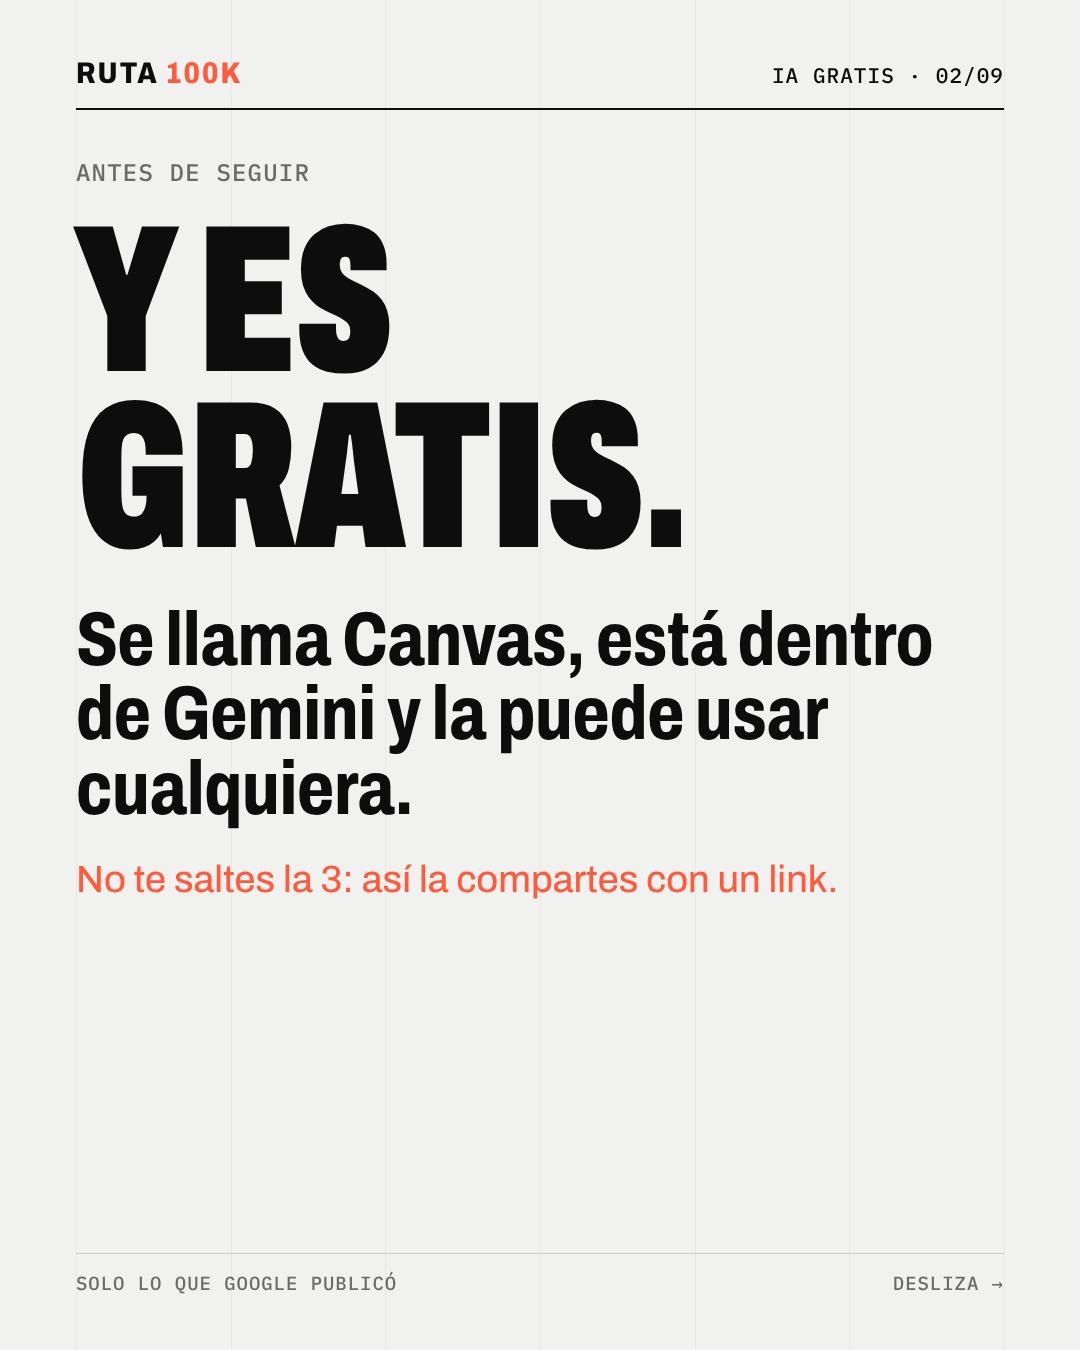 RUTA 100K
IA GRATIS · 02/09
ANTES DE SEGUIR
Y ES
GRATIS.
Se llama Canvas, está dentro
de Gemini y la puede usar
cualquiera.
No te saltes la 3: así la compartes con un link.
SOLO LO QUE GOOGLE PUBLICÓ
DESLIZA →